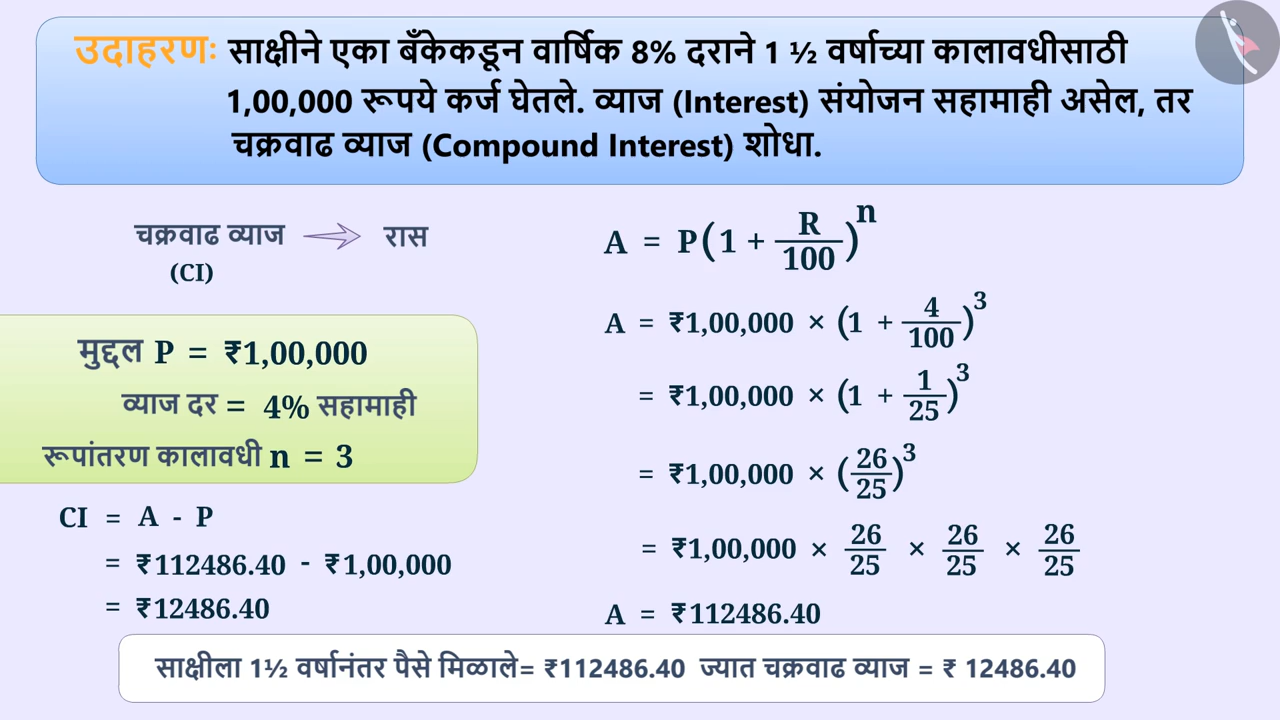 उदाहरणः साक्षीने एका बँकेकडून वार्षिक 8% दराने 1 ½ वर्षाच्या कालावधीसाठी
1,00,000 रूपये कर्ज घेतले. व्याज (Interest) संयोजन सहामाही असेल, तर
चक्रवाढ व्याज (Compound Interest) शोधा.
चक्रवाढ व्याज → रास
(CI)
मुद्दल P = ₹1,00,000
व्याज दर = 4% सहामाही
रूपांतरण कालावधी n = 3
CI = A - P
= ₹112486.40 - ₹1,00,000
= ₹12486.40
A = P(1 + R/100)^n
A = ₹1,00,000 × (1 + 4/100)^3
= ₹1,00,000 × (1 + 1/25)^3
= ₹1,00,000 × (26/25)^3
= ₹1,00,000 × 26/25 × 26/25 × 26/25
A = ₹112486.40
साक्षीला 1½ वर्षानंतर पैसे मिळाले= ₹112486.40 ज्यात चक्रवाढ व्याज = ₹ 12486.40